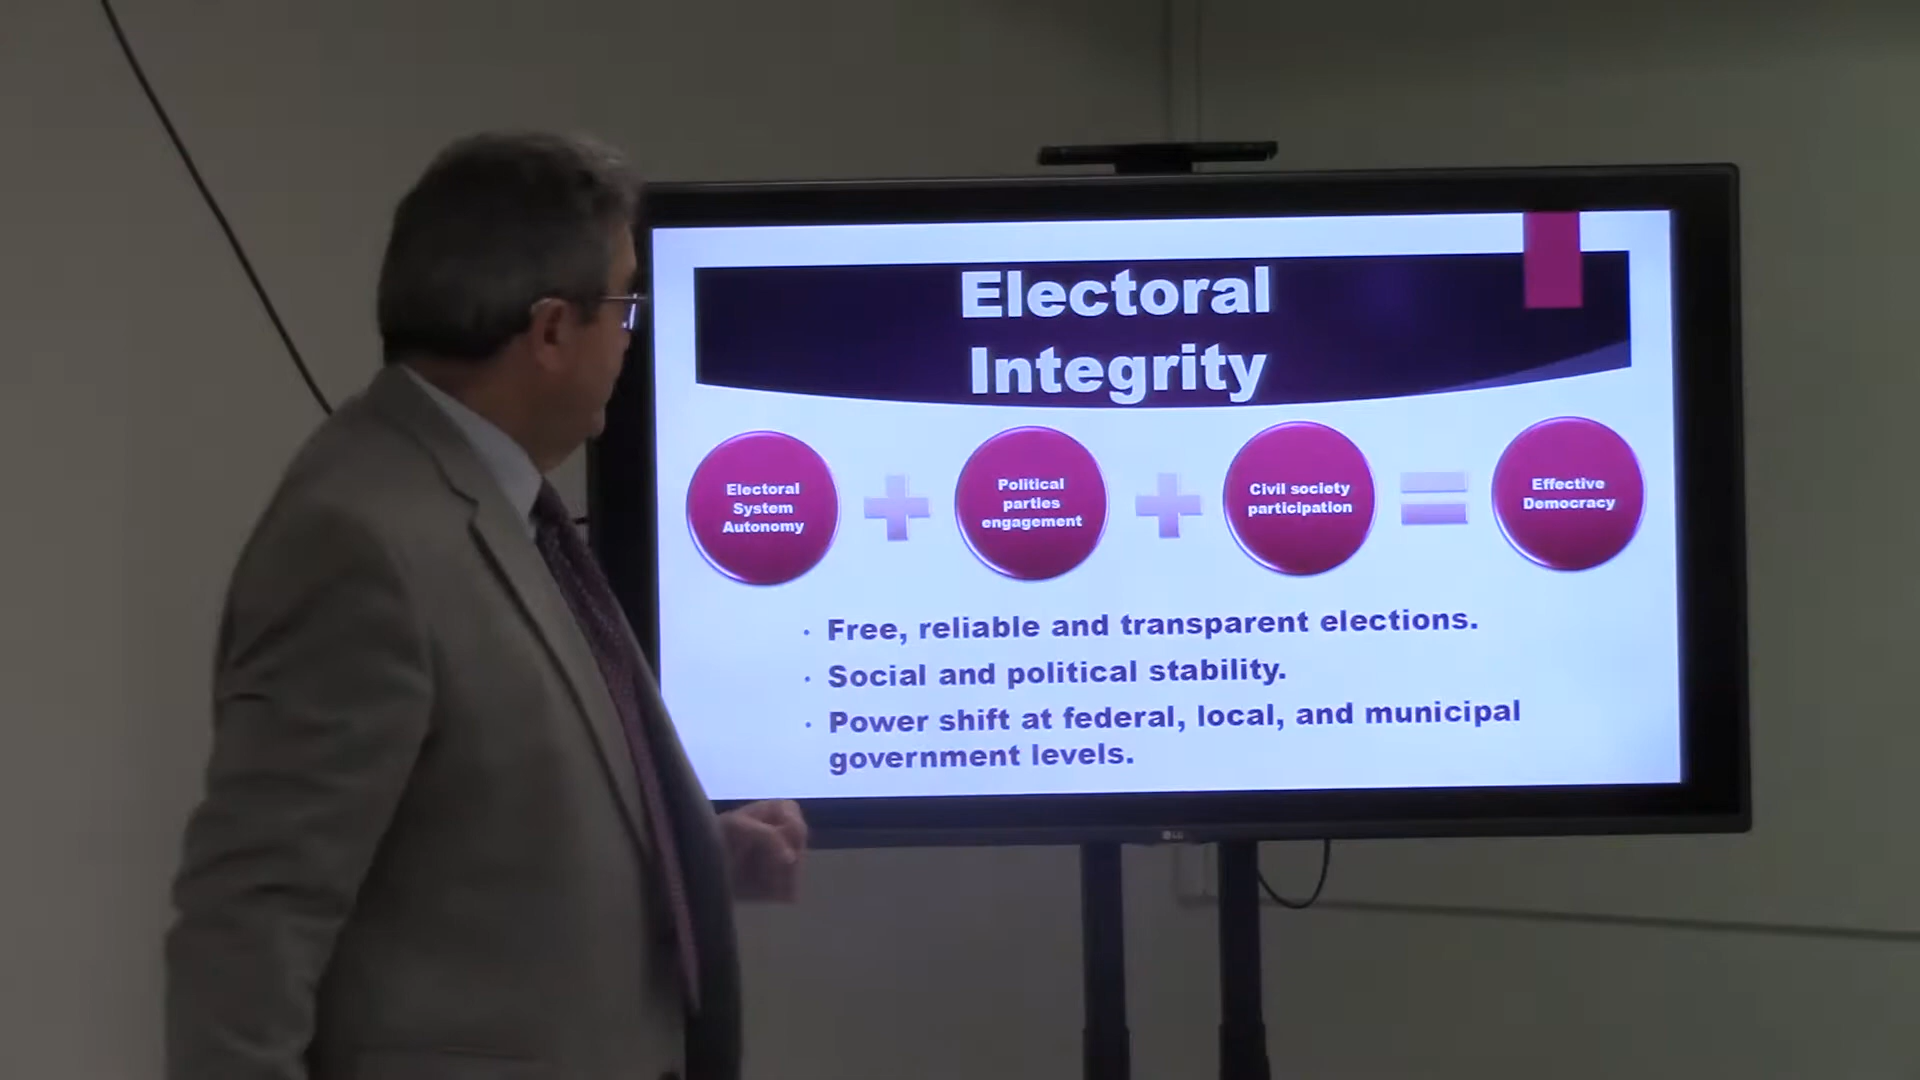 Electoral
Integrity
Electoral
System
Autonomy
Political
parties
engagement
Civil society
participation
Effective
Democracy
· Free, reliable and transparent elections.
· Social and political stability.
· Power shift at federal, local, and municipal
government levels.
LG